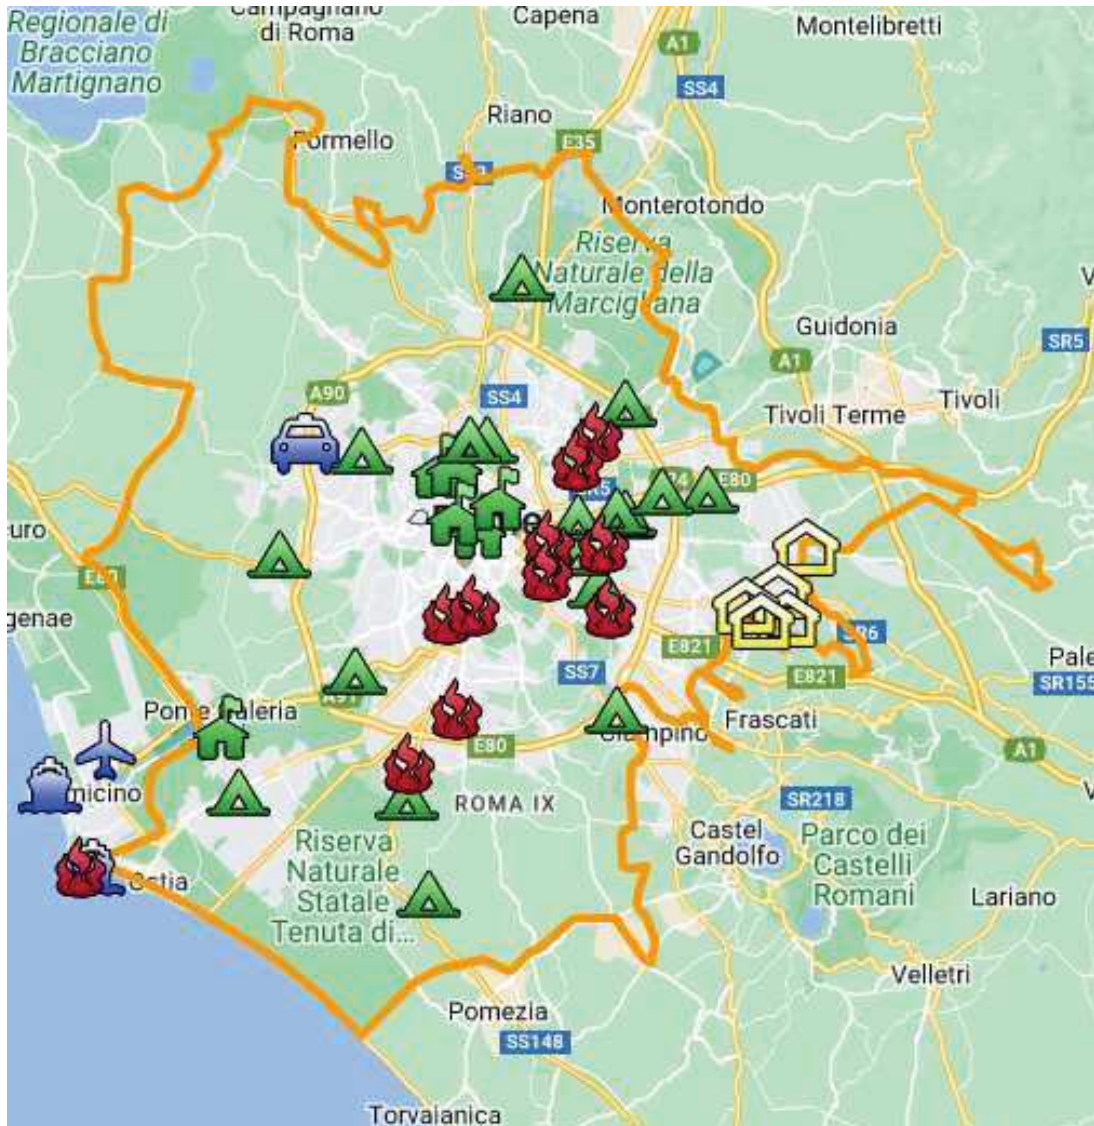 Campagnano
di Roma
Capena
Regionale di
Bracciano
Martignano
Montelibretti
A1
SS4
Riano
E35
Formello
Monterotondo
Riserva
Naturale della
Marcigliana
Guidonia
SR5
A1
A90
SS4
Tivoli
Tivoli Terme
E80
SR5
E80
SR6
E821
SS7
E821
Pale
SR155
Frascati
Ciampino
A91
E80
A1
ROMA IX
SR218
Castel
Gandolfo
Parco dei
Castelli
Romani
Riserva
Naturale
Statale
Tenuta di...
Ostia
Lariano
Velletri
Pomezia
SS148
Torvaianica